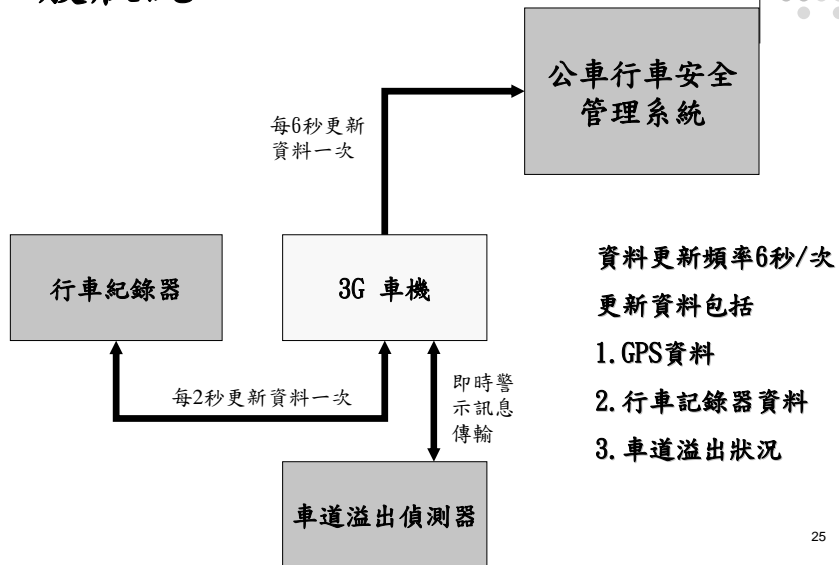 公車行車安全
管理系統
每6秒更新
資料一次
行車紀錄器
3G 車機
資料更新頻率6秒/次
更新資料包括
1.GPS資料
2.行車記錄器資料
3.車道溢出狀況
每2秒更新資料一次
即時警
示訊息
傳輸
車道溢出偵測器
25